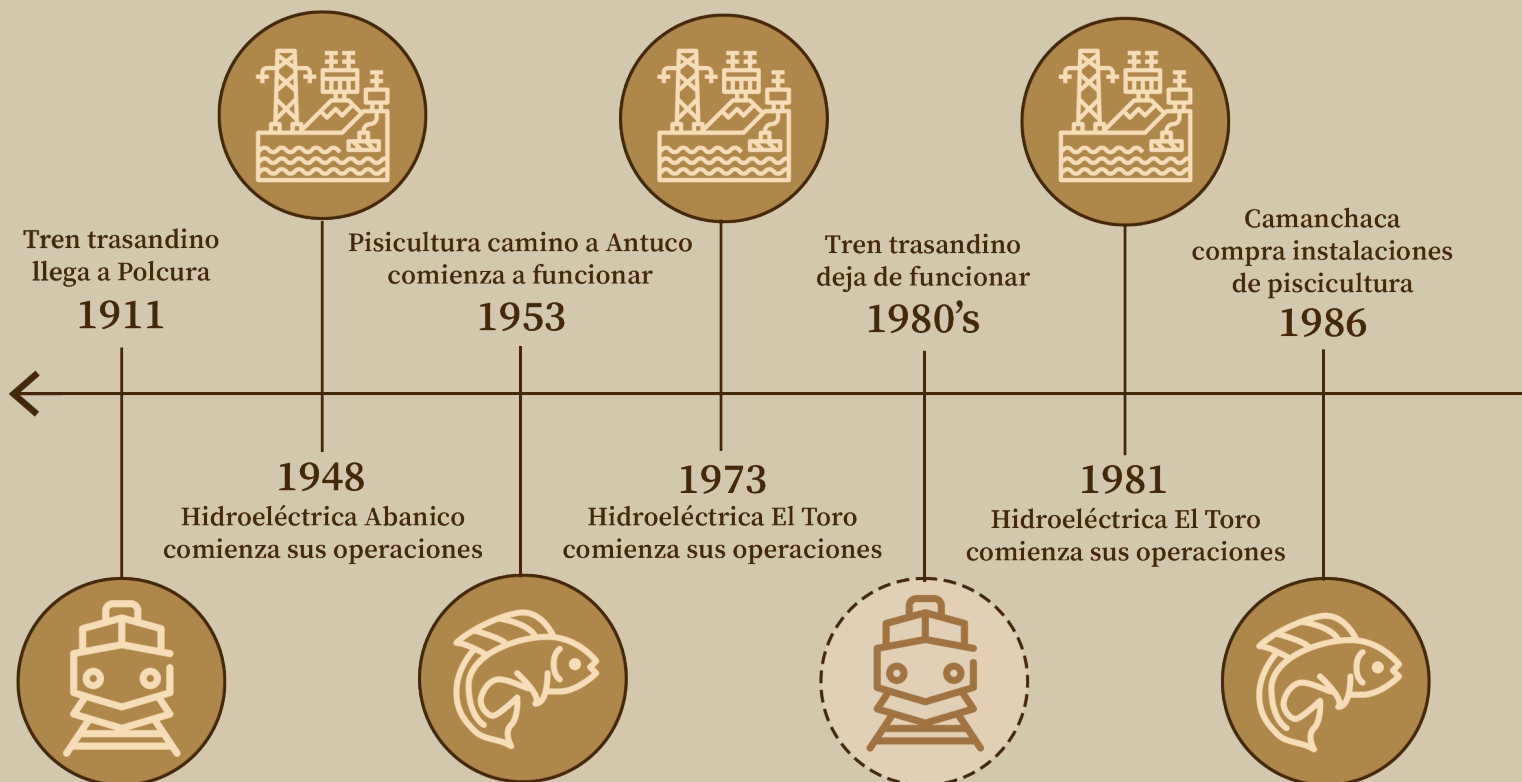 Tren trasandino
llega a Polcura
1911
1948
Hidroeléctrica Abanico
comienza sus operaciones
Pisicultura camino a Antuco
comienza a funcionar
1953
1973
Hidroeléctrica El Toro
comienza sus operaciones
Tren trasandino
deja de funcionar
1980’s
1981
Hidroeléctrica El Toro
comienza sus operaciones
Camanchaca
compra instalaciones
de piscicultura
1986